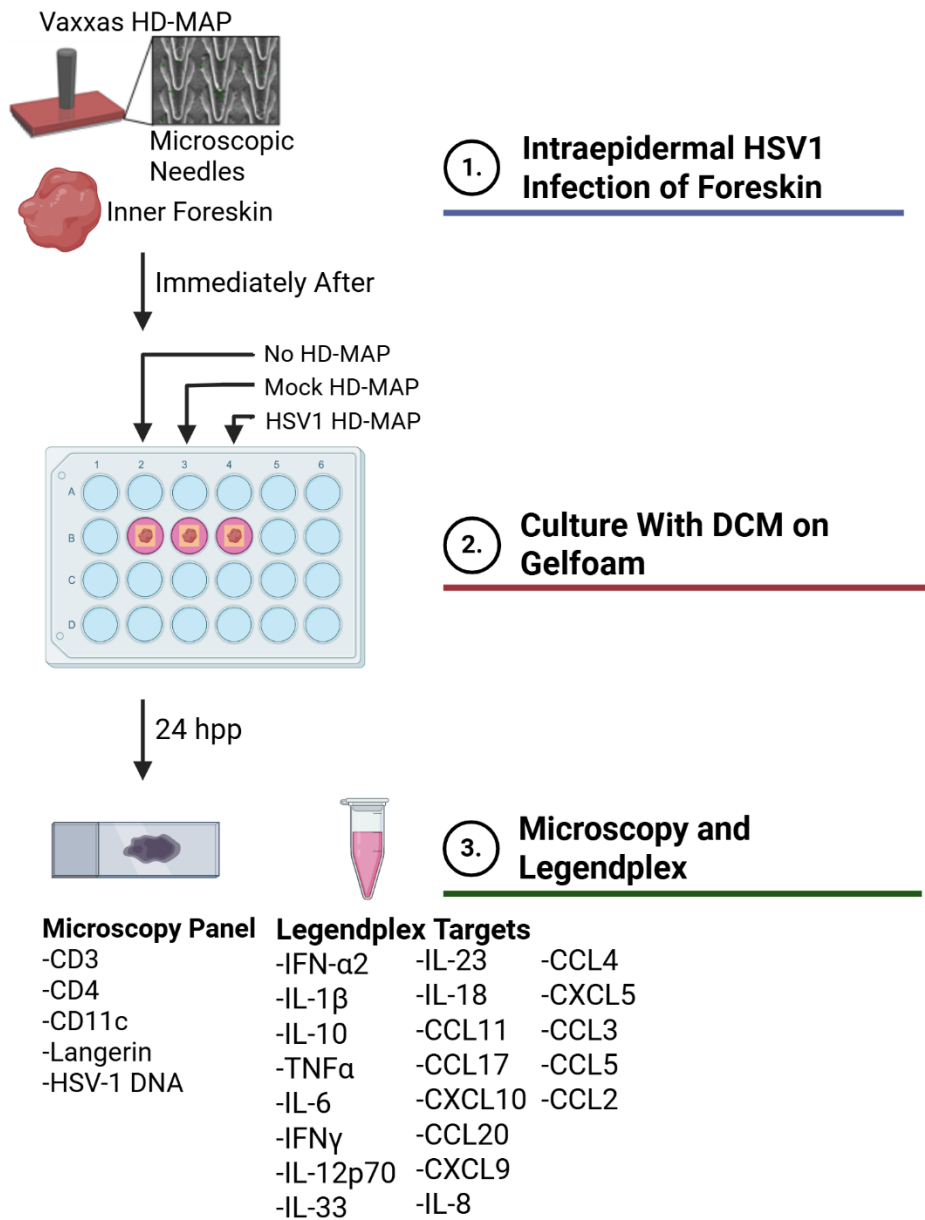 Vaxxas HD-MAP
Microscopic
Needles
Inner Foreskin
1.
Intraepidermal HSV1
Infection of Foreskin
Immediately After
No HD-MAP
Mock HD-MAP
HSV1 HD-MAP
1 2 3 4 5 6
A
B
C
D
2.
Culture With DCM on
Gelfoam
24 hpp
3.
Microscopy and
Legendplex
Microscopy Panel
-CD3
-CD4
-CD11c
-Langerin
-HSV-1 DNA
Legendplex Targets
-IFN-α2
-IL-1β
-IL-10
-TNFα
-IL-6
-IFNγ
-IL-12p70
-IL-33
-IL-23
-IL-18
-CCL11
-CCL17
-CXCL10
-CCL20
-CXCL9
-IL-8
-CCL4
-CXCL5
-CCL3
-CCL5
-CCL2